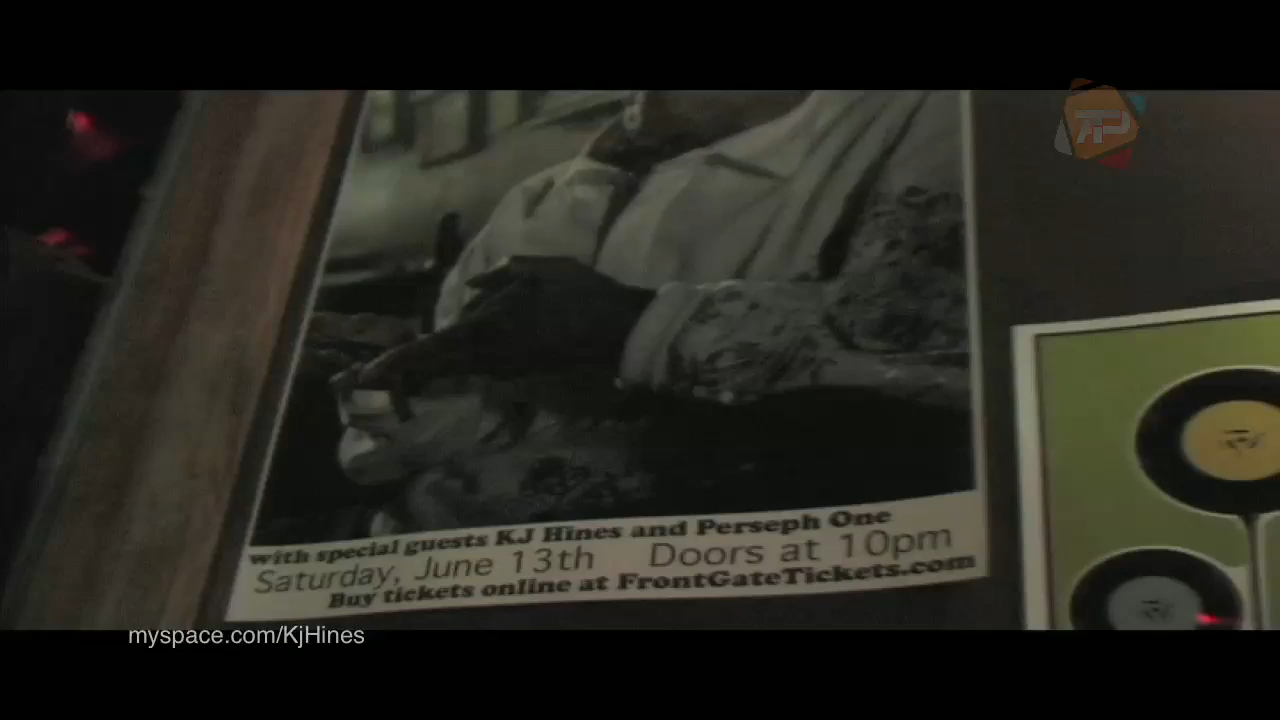 TP
with special guests KJ Hines and Perseph One
Saturday, June 13th Doors at 10pm
Buy tickets online at FrontGateTickets.com
myspace.com/KjHines